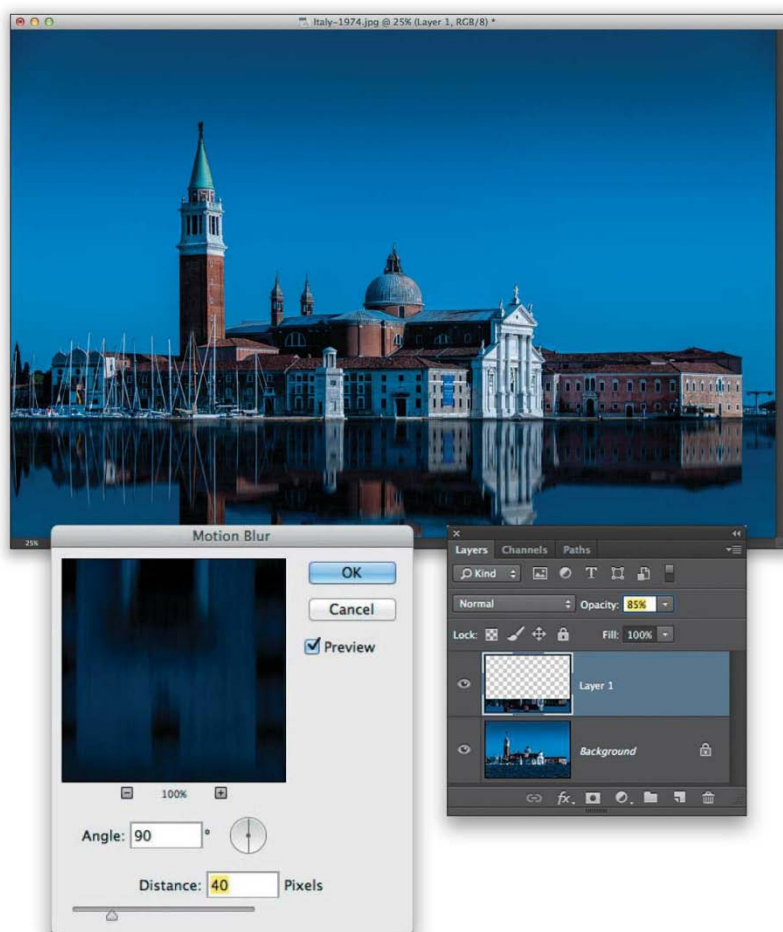 Italy-1974.jpg @ 25% (Layer 1, RGB/8) *
25%
Motion Blur
OK
Cancel
Preview
100%
Angle: 90 °
Distance: 40 Pixels
Layers Channels Paths
Kind
Normal Opacity: 85%
Lock: Fill: 100%
Layer 1
Background
fx